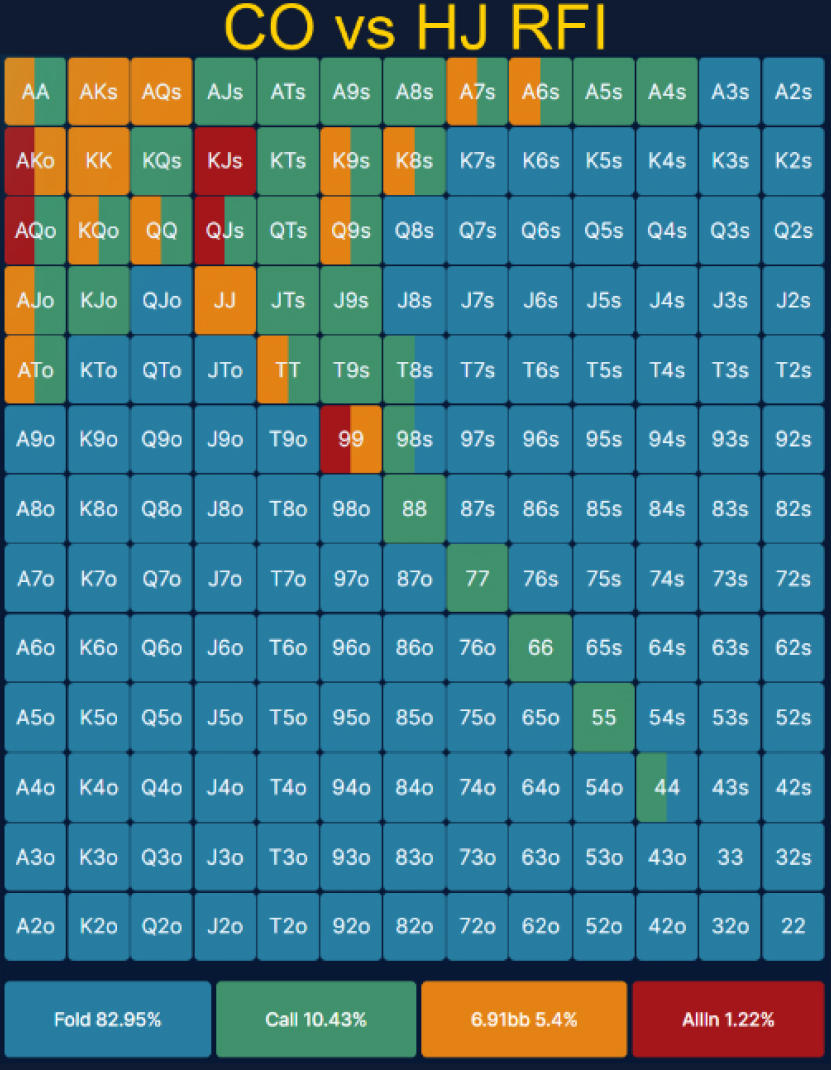 CO vs HJ RFI
AA AKs AQs AJs ATs A9s A8s A7s A6s A5s A4s A3s A2s
AKo KK KQs KJs KTs K9s K8s K7s K6s K5s K4s K3s K2s
AQo KQo QQ QJs QTs Q9s Q8s Q7s Q6s Q5s Q4s Q3s Q2s
AJo KJo QJo JJ JTs J9s J8s J7s J6s J5s J4s J3s J2s
ATo KTo QTo JTo TT T9s T8s T7s T6s T5s T4s T3s T2s
A9o K9o Q9o J9o T9o 99 98s 97s 96s 95s 94s 93s 92s
A8o K8o Q8o J8o T8o 98o 88 87s 86s 85s 84s 83s 82s
A7o K7o Q7o J7o T7o 97o 87o 77 76s 75s 74s 73s 72s
A6o K6o Q6o J6o T6o 96o 86o 76o 66 65s 64s 63s 62s
A5o K5o Q5o J5o T5o 95o 85o 75o 65o 55 54s 53s 52s
A4o K4o Q4o J4o T4o 94o 84o 74o 64o 54o 44 43s 42s
A3o K3o Q3o J3o T3o 93o 83o 73o 63o 53o 43o 33 32s
A2o K2o Q2o J2o T2o 92o 82o 72o 62o 52o 42o 32o 22
Fold 82.95% Call 10.43% 6.91bb 5.4% AllIn 1.22%